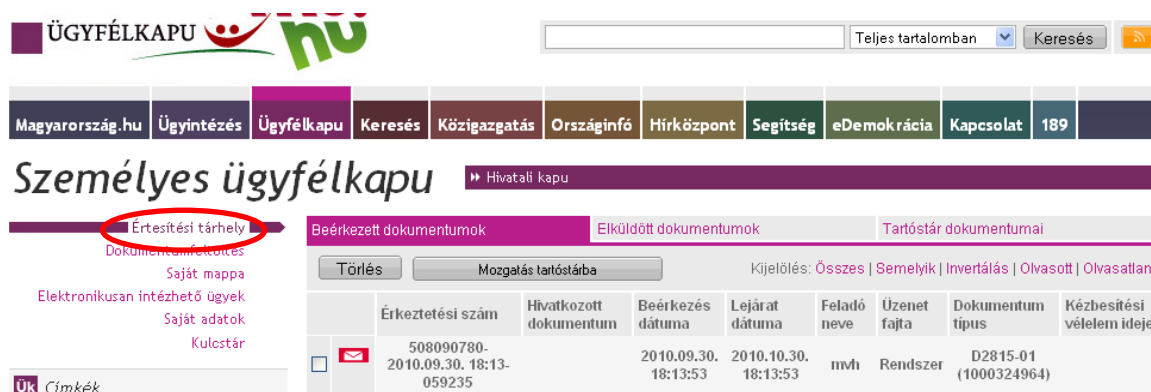 ÜGYFÉLKAPU
.hu
Teljes tartalomban Keresés
Magyarország.hu Ügyintézés Ügyfélkapu Keresés Közigazgatás Országinfó Hírközpont Segítség eDemokrácia Kapcsolat 189
Személyes ügyfélkapu
Hivatali kapu
Értesítési tárhely
Dokumentumfeltöltés
Saját mappa
Elektronikusan intézhető ügyek
Saját adatok
Kulcstár
Ük Címkék
Beérkezett dokumentumok Elküldött dokumentumok Tartóstár dokumentumai
Törlés Mozgatás tartóstárba Kijelölés: Összes | Semelyik | Invertálás | Olvasott | Olvasatlan
Érkeztetési szám Hivatkozott dokumentum Beérkezés dátuma Lejárat dátuma Feladó neve Üzenet fajta Dokumentum típus Kézbesítési vélelem ideje
508090780-
2010.09.30. 18:13-
059235
2010.09.30. 18:13:53 2010.10.30. 18:13:53 mvh Rendszer D2815-01 (1000324964)